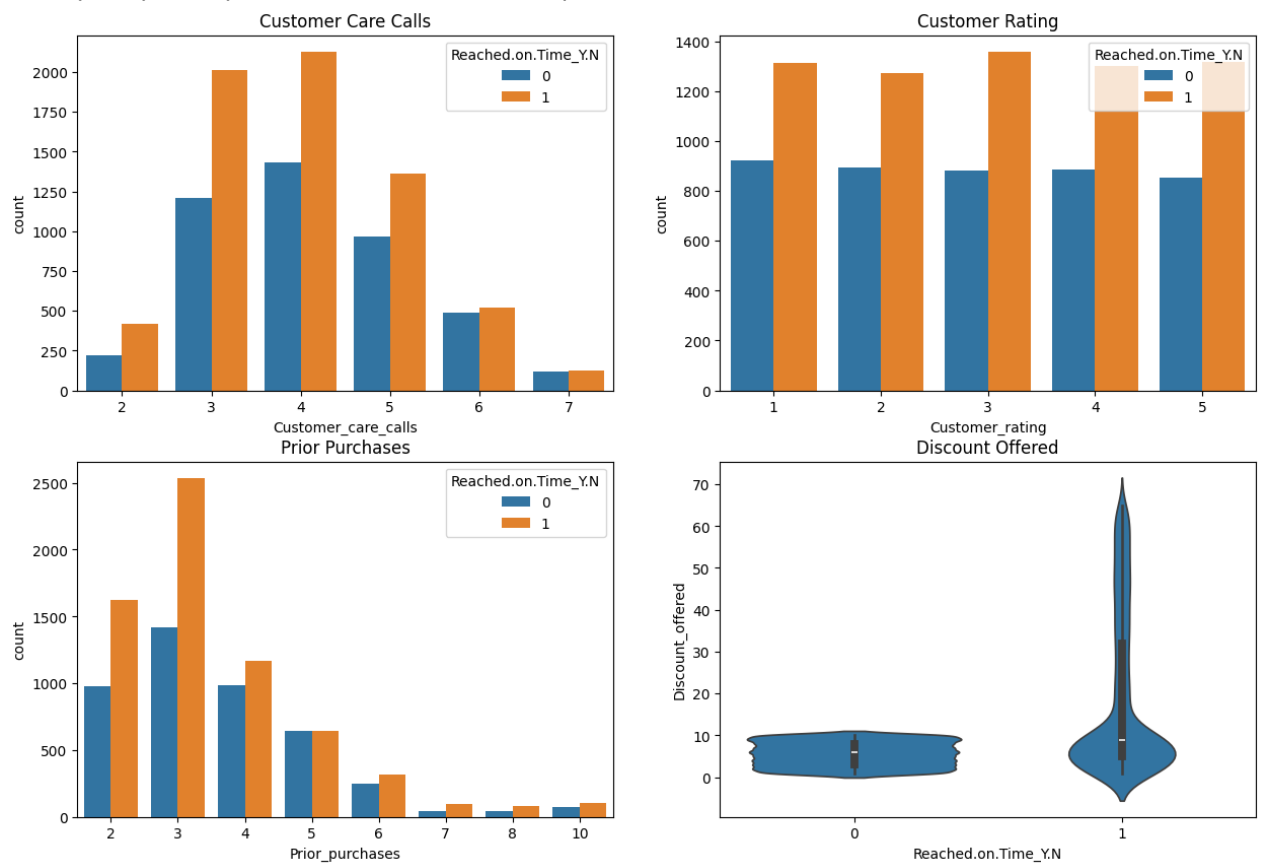 Customer Care Calls
Reached.on.Time_Y.N
0
1
2000
1750
1500
1250
1000
750
500
250
0
count
2 3 4 5 6 7
Customer_care_calls
Customer Rating
Reached.on.Time_Y.N
0
1
1400
1200
1000
800
600
400
200
0
count
1 2 3 4 5
Customer_rating
Prior Purchases
Reached.on.Time_Y.N
0
1
2500
2000
1500
1000
500
0
count
2 3 4 5 6 7 8 10
Prior_purchases
Discount Offered
70
60
50
40
30
20
10
0
Discount_offered
0 1
Reached.on.Time_Y.N